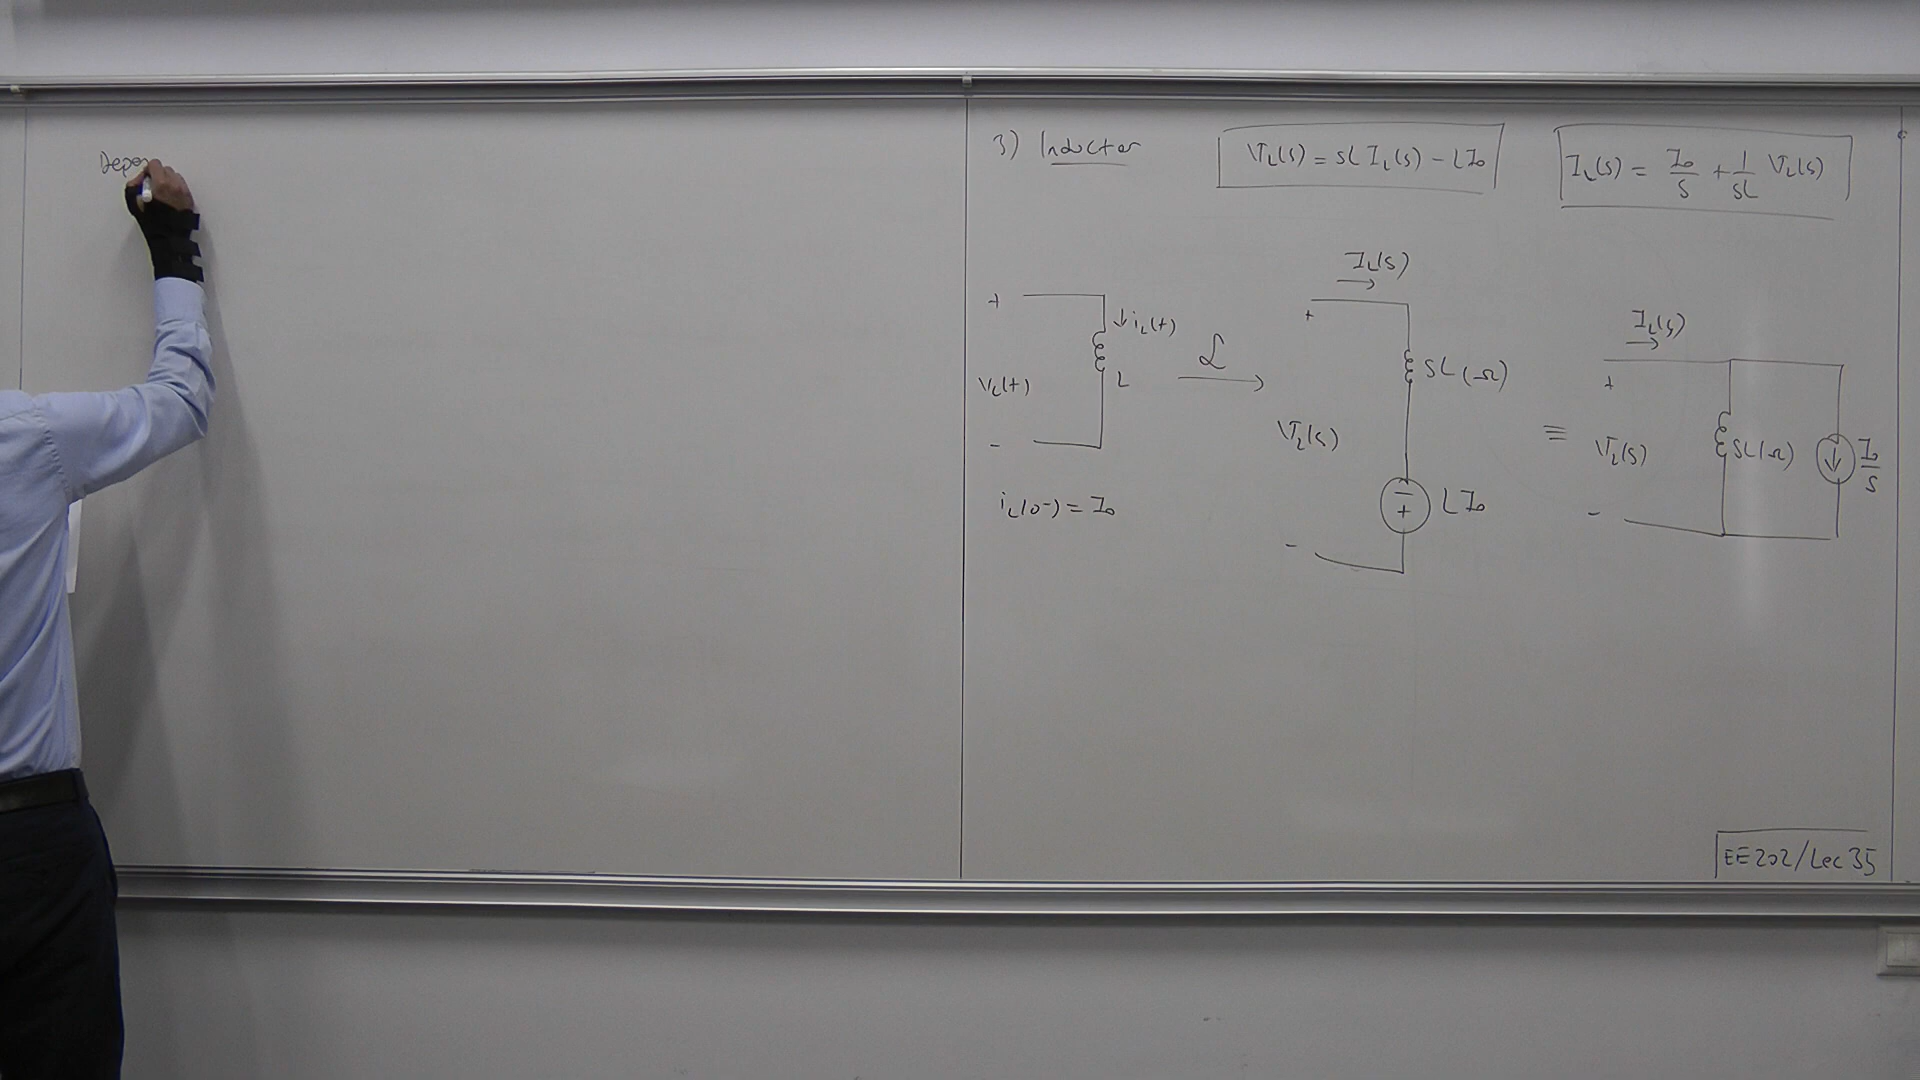 Depen
3) Inductor
V_L(s) = sL I_L(s) - L I_0
I_L(s) = I_0/s + 1/sL V_L(s)
+
↓ i_L(t)
V_L(t)
L
-
i_L(0-) = I_0
ℒ
I_L(s)
+
sL (Ω)
V_L(s)
-
+
L I_0
-
≡
I_L(s)
+
V_L(s)
sL (Ω)
↓
I_0/s
-
EE202/Lec 35